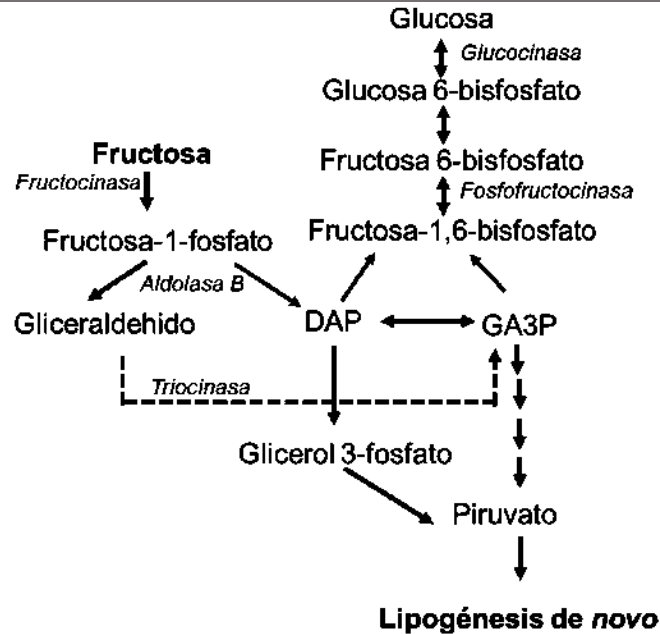 Glucosa
Glucocinasa
Glucosa 6-bisfosfato
Fructosa
Fructosa 6-bisfosfato
Fructocinasa
Fosfofructocinasa
Fructosa-1-fosfato
Fructosa-1,6-bisfosfato
Aldolasa B
Gliceraldehido
DAP
GA3P
Triocinasa
Glicerol 3-fosfato
Piruvato
Lipogénesis de novo